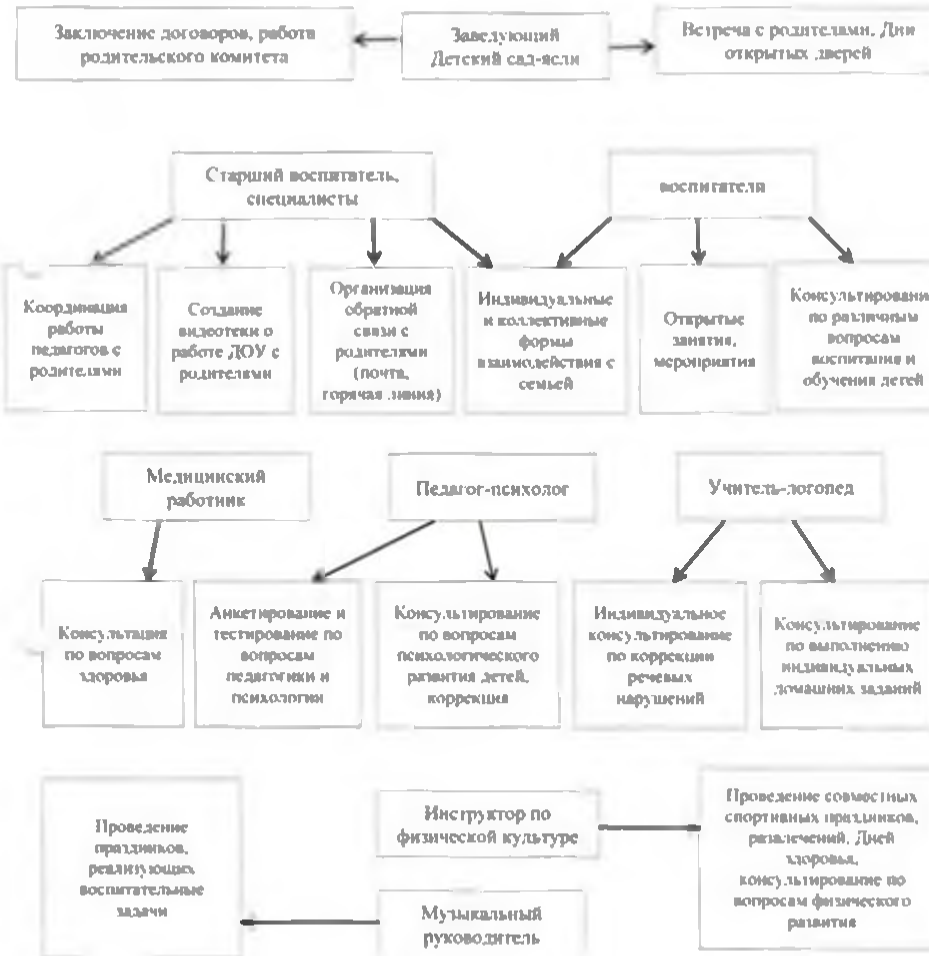 Заключение договоров, работа
родительского комитета
Заведующий
Детский сад-ясли
Встреча с родителями, Дни
открытых дверей
Старший воспитатель,
специалисты
воспитатели
Координация
работы
педагогов с
родителями
Создание
видеотеки о
работе ДОУ с
родителями
Организация
обратной
связи с
родителями
(почта,
горячая линия)
Индивидуальные
и коллективные
формы
взаимодействия с
семьей
Открытые
занятия,
мероприятия
Консультирование
по различным
вопросам
воспитания и
обучения детей
Медицинский
работник
Педагог-психолог
Учитель-логопед
Консультация
по вопросам
здоровья
Анкетирование и
тестирование по
вопросам
педагогики и
психологии
Консультирование
по вопросам
психологического
развития детей,
коррекция
Индивидуальное
консультирование
по коррекции
речевых
нарушений
Консультирование
по выполнению
индивидуальных
домашних заданий
Проведение
праздников,
реализующих
воспитательные
задачи
Инструктор по
физической культуре
Музыкальный
руководитель
Проведение совместных
спортивных праздников,
развлечений, Дней
здоровья,
консультирование по
вопросам физического
развития